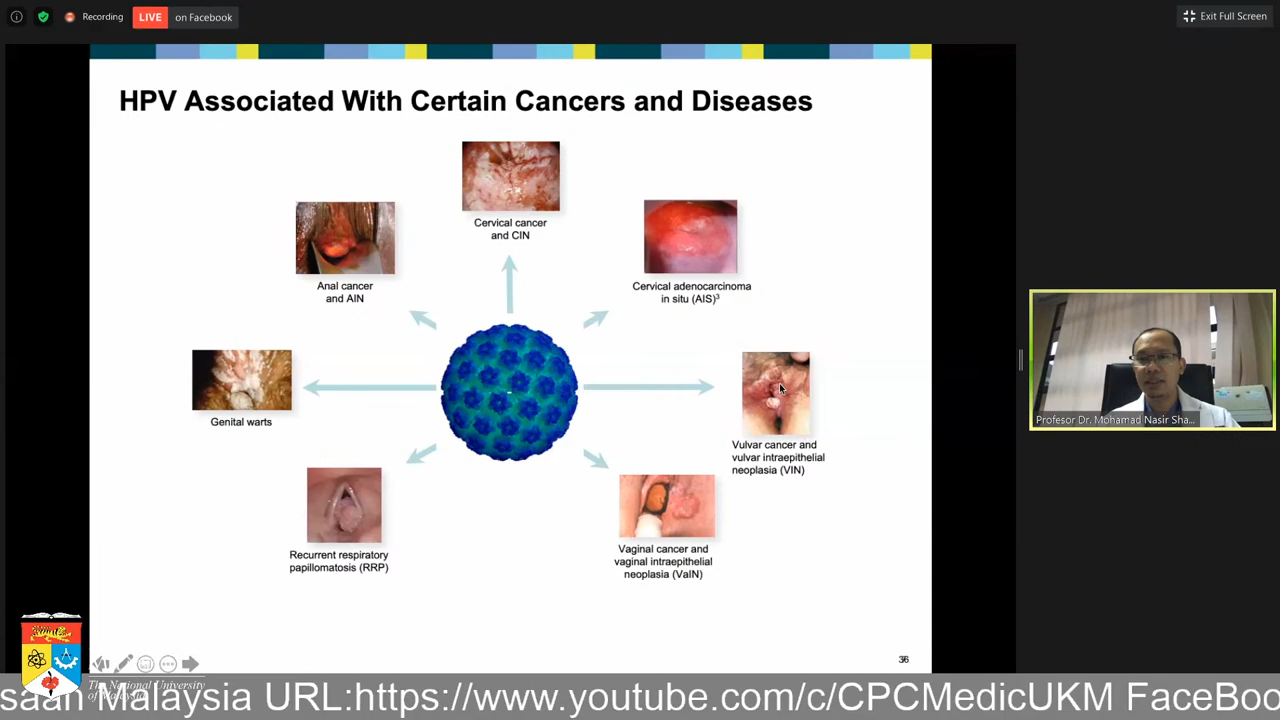 Recording
LIVE
on Facebook
Exit Full Screen
HPV Associated With Certain Cancers and Diseases
Cervical cancer
and CIN
Anal cancer
and AIN
Cervical adenocarcinoma
in situ (AIS)3
Genital warts
Vulvar cancer and
vulvar intraepithelial
neoplasia (VIN)
Recurrent respiratory
papillomatosis (RRP)
Vaginal cancer and
vaginal intraepithelial
neoplasia (VaIN)
Profesor Dr. Mohamad Nasir Sha...
36
The National University
of Malaysia
saan Malaysia URL:https://www.youtube.com/c/CPCMedicUKM FaceBoo